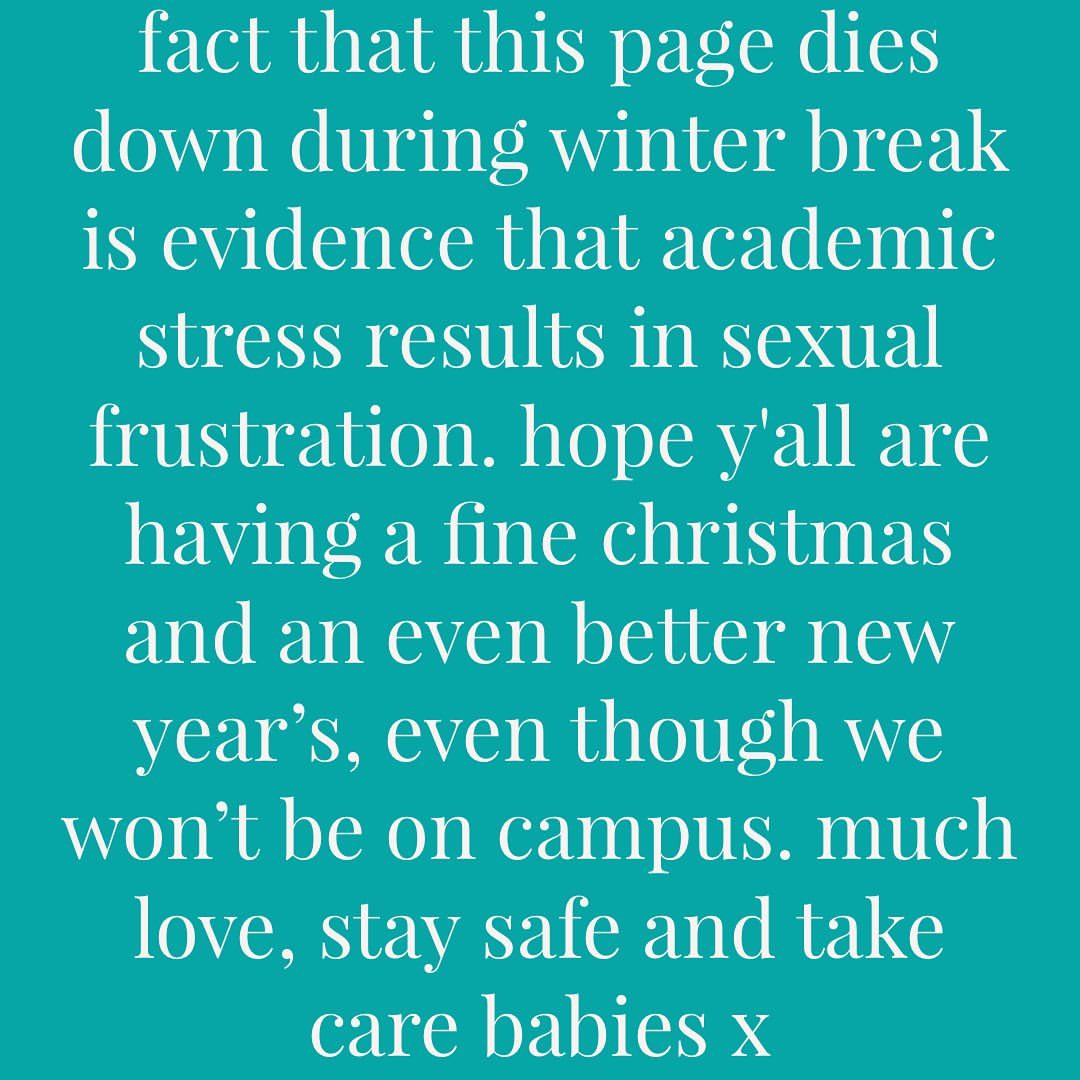 fact that this page dies
down during winter break
is evidence that academic
stress results in sexual
frustration. hope y'all are
having a fine christmas
and an even better new
year’s, even though we
won’t be on campus. much
love, stay safe and take
care babies x